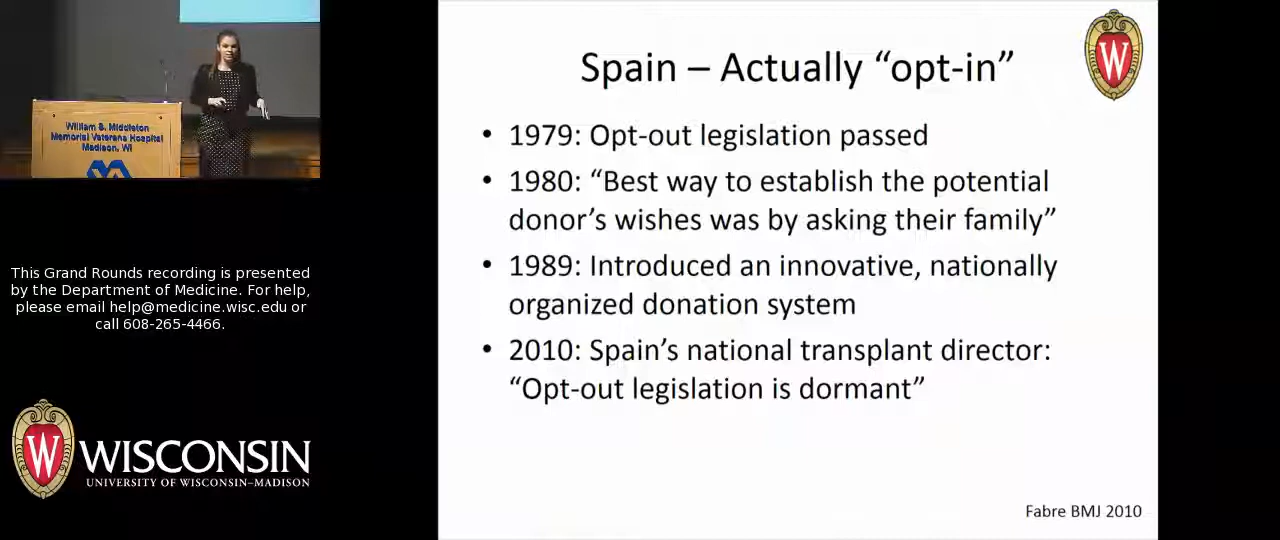 William S. Middleton
Memorial Veterans Hospital
Madison, WI
This Grand Rounds recording is presented
by the Department of Medicine. For help,
please email help@medicine.wisc.edu or
call 608-265-4466.
W WISCONSIN
UNIVERSITY OF WISCONSIN–MADISON
W
Spain – Actually “opt-in”
• 1979: Opt-out legislation passed
• 1980: “Best way to establish the potential
donor’s wishes was by asking their family”
• 1989: Introduced an innovative, nationally
organized donation system
• 2010: Spain’s national transplant director:
“Opt-out legislation is dormant”
Fabre BMJ 2010